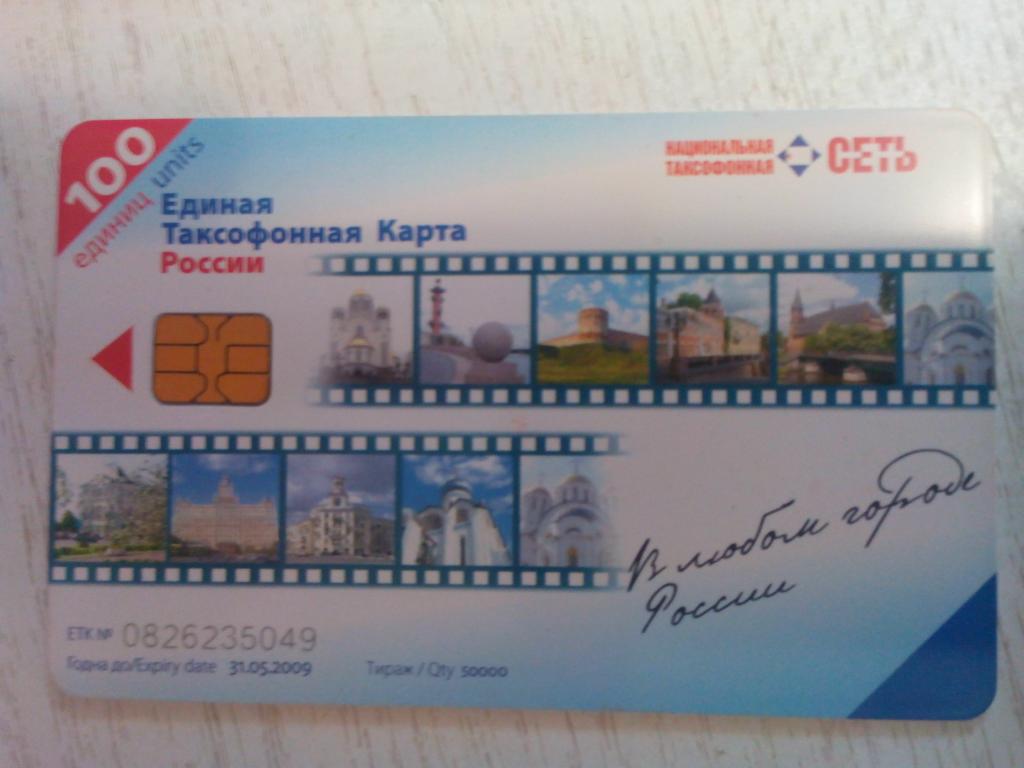 100
единиц units
НАЦИОНАЛЬНАЯ
ТАКСОФОННАЯ
СЕТЬ
Единая
Таксофонная Карта
России
В любом городе
России
ЕТК № 0826235049
Годна до/Expiry date 31.05.2009 Тираж / Qty 50000